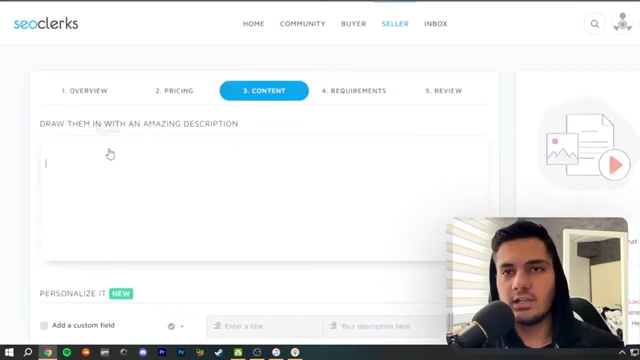 seoclerks
HOME COMMUNITY BUYER SELLER INBOX
1. OVERVIEW 2. PRICING 3. CONTENT 4. REQUIREMENTS 5. REVIEW
DRAW THEM IN WITH AN AMAZING DESCRIPTION
PERSONALIZE IT NEW
Add a custom field Enter a title Your description here